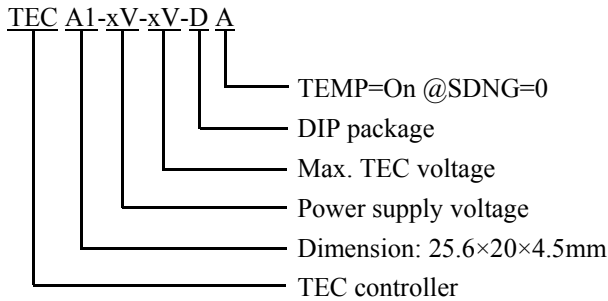 TEC A1-xV-xV-D A
TEMP=On @SDNG=0
DIP package
Max. TEC voltage
Power supply voltage
Dimension: 25.6×20×4.5mm
TEC controller